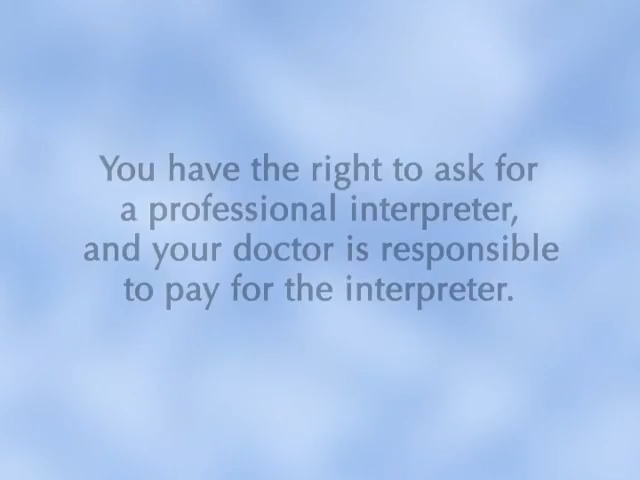 You have the right to ask for
a professional interpreter,
and your doctor is responsible
to pay for the interpreter.